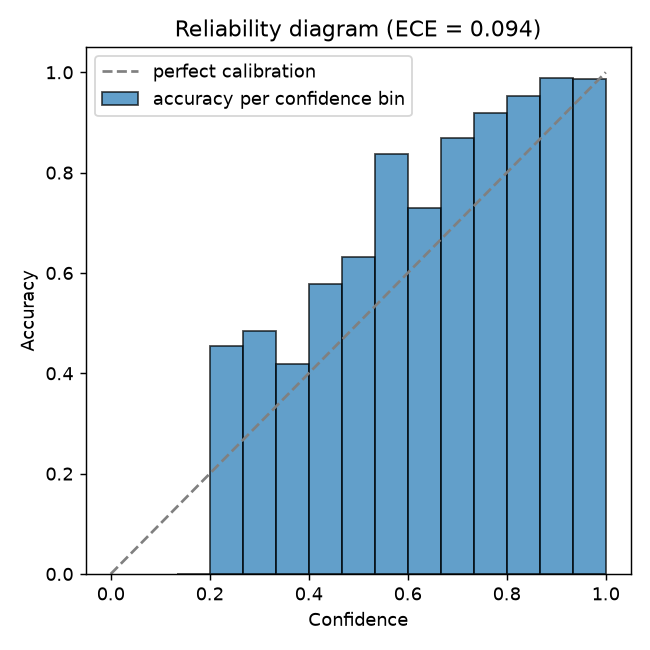 Reliability diagram (ECE = 0.094)
perfect calibration
accuracy per confidence bin
1.0
0.8
0.6
0.4
0.2
0.0
Accuracy
0.0 0.2 0.4 0.6 0.8 1.0
Confidence